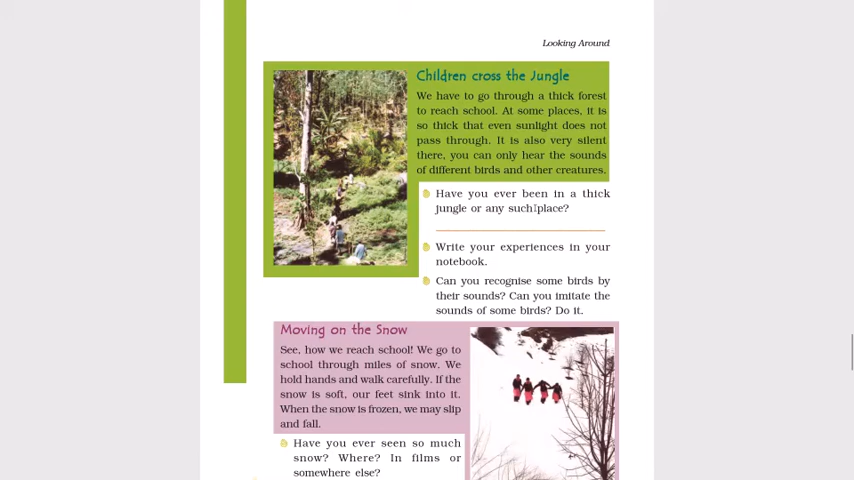 Looking Around
Children cross the Jungle
We have to go through a thick forest
to reach school. At some places, it is
so thick that even sunlight does not
pass through. It is also very silent
there, you can only hear the sounds
of different birds and other creatures.
Have you ever been in a thick
jungle or any such place?
Write your experiences in your
notebook.
Can you recognise some birds by
their sounds? Can you imitate the
sounds of some birds? Do it.
Moving on the Snow
See, how we reach school! We go to
school through miles of snow. We
hold hands and walk carefully. If the
snow is soft, our feet sink into it.
When the snow is frozen, we may slip
and fall.
Have you ever seen so much
snow? Where? In films or
somewhere else?